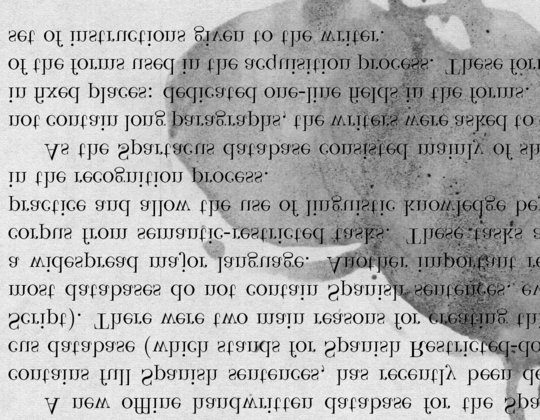 A new offline handwritten database for the Spa
contains full Spanish sentences, has recently been de
cus database (which stands for Spanish Restricted-do
Script). There were two main reasons for creating thi
most databases do not contain Spanish sentences, ev
a widespread major language. Another important re
corpus from semantic-restricted tasks. These tasks a
practice and allow the use of linguistic knowledge be
in the recognition process.
As the Spartacus database consisted mainly of sh
not contain long paragraphs, the writers were asked to
in fixed places: dedicated one-line fields in the forms.
of the forms used in the acquisition process. These for
set of instructions given to the writer.